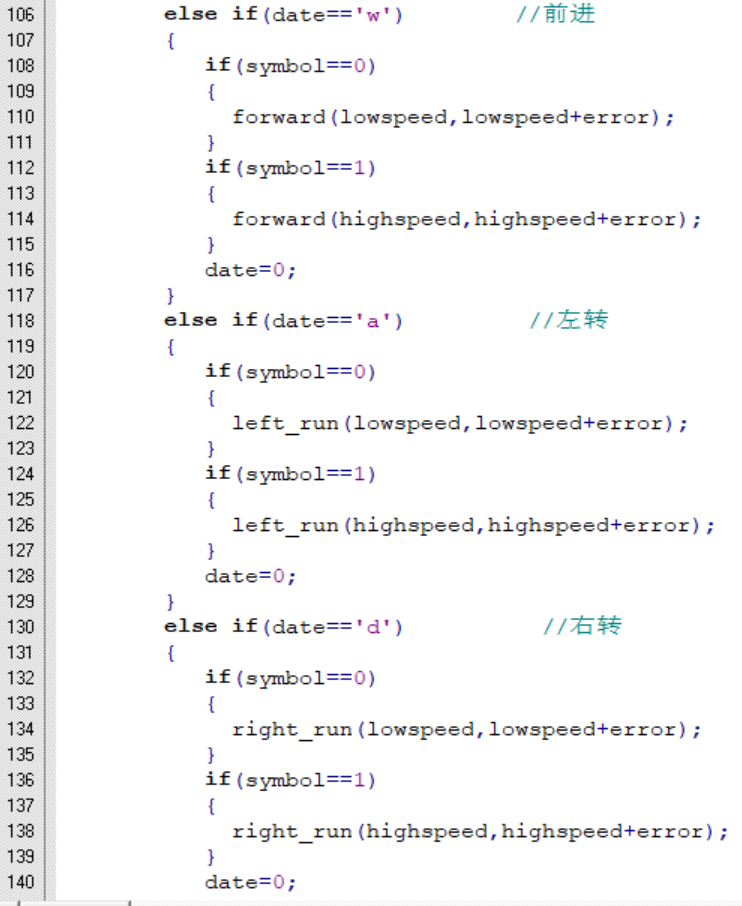 106 else if(date=='w') //前进
107 {
108 if(symbol==0)
109 {
110 forward(lowspeed,lowspeed+error);
111 }
112 if(symbol==1)
113 {
114 forward(highspeed,highspeed+error);
115 }
116 date=0;
117 }
118 else if(date=='a') //左转
119 {
120 if(symbol==0)
121 {
122 left_run(lowspeed,lowspeed+error);
123 }
124 if(symbol==1)
125 {
126 left_run(highspeed,highspeed+error);
127 }
128 date=0;
129 }
130 else if(date=='d') //右转
131 {
132 if(symbol==0)
133 {
134 right_run(lowspeed,lowspeed+error);
135 }
136 if(symbol==1)
137 {
138 right_run(highspeed,highspeed+error);
139 }
140 date=0;